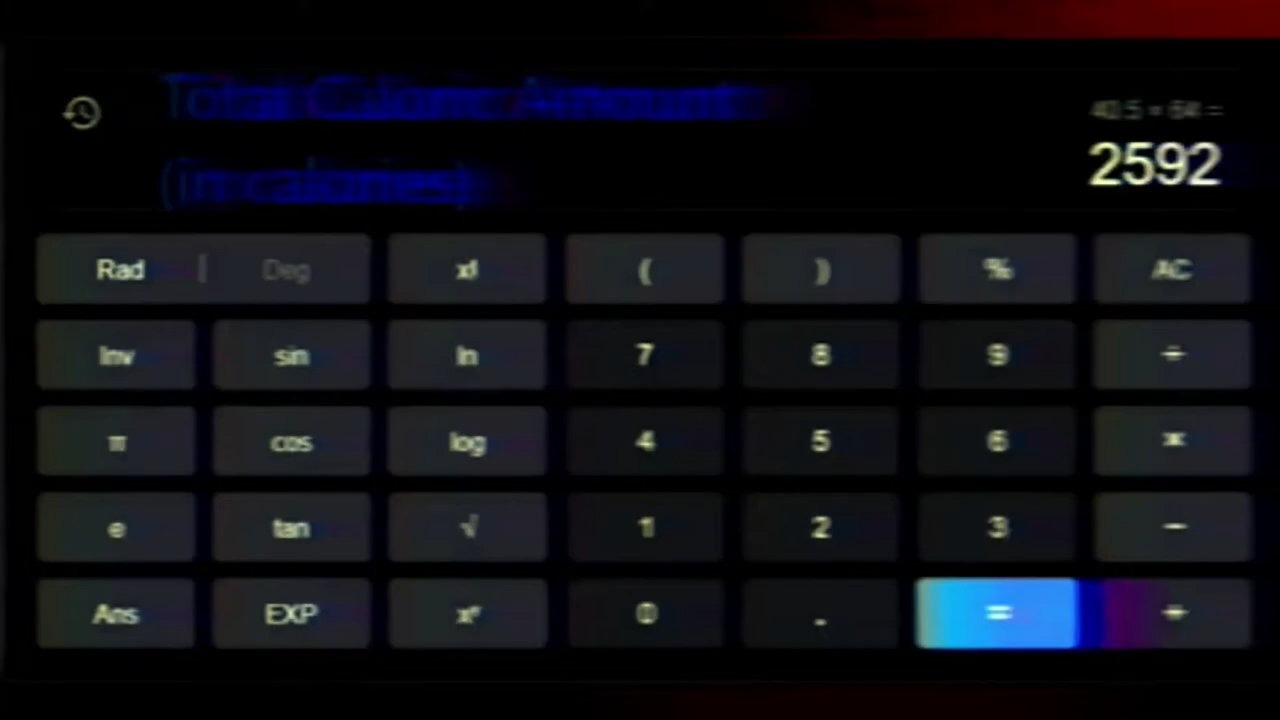 Total Caloric Amount
(in calories)
40.5 × 64 =
2592
Rad | Deg x! ( ) % AC
Inv sin ln 7 8 9 ÷
π cos log 4 5 6 ×
e tan √ 1 2 3 −
Ans EXP xʸ 0 . = +